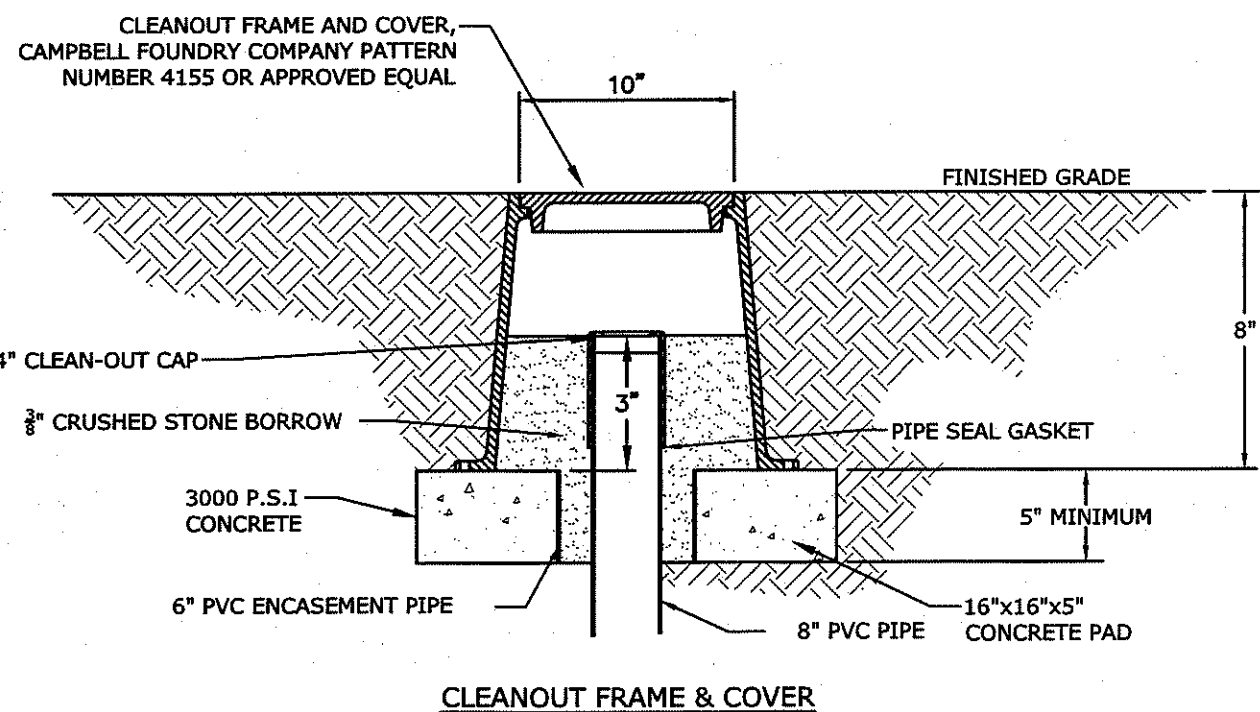 CLEANOUT FRAME AND COVER,
CAMPBELL FOUNDRY COMPANY PATTERN
NUMBER 4155 OR APPROVED EQUAL
10"
FINISHED GRADE
8"
4" CLEAN-OUT CAP
3"
⅜" CRUSHED STONE BORROW
PIPE SEAL GASKET
3000 P.S.I
CONCRETE
5" MINIMUM
6" PVC ENCASEMENT PIPE
8" PVC PIPE
16"x16"x5"
CONCRETE PAD
CLEANOUT FRAME & COVER